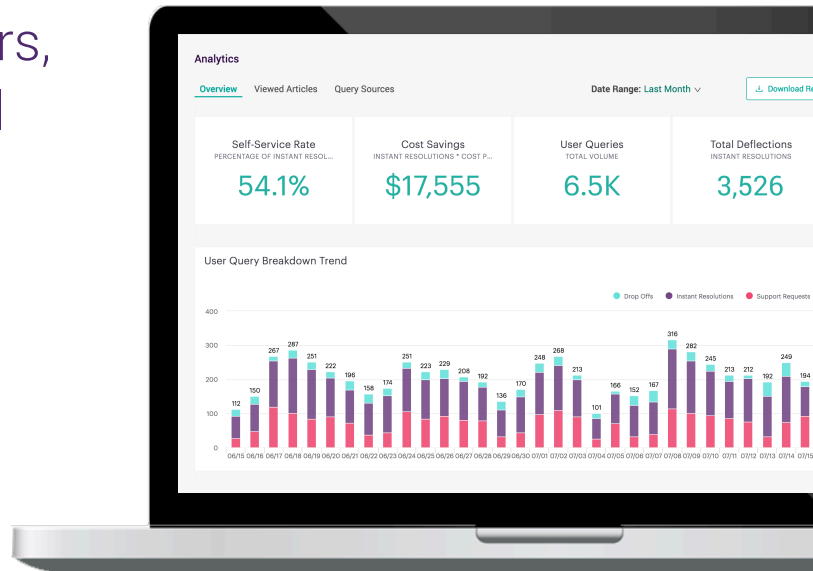 rs,
Analytics
Overview Viewed Articles Query Sources Date Range: Last Month Download Re
Self-Service Rate Cost Savings User Queries Total Deflections
PERCENTAGE OF INSTANT RESOL... INSTANT RESOLUTIONS * COST P... TOTAL VOLUME INSTANT RESOLUTIONS
54.1% $17,555 6.5K 3,526
User Query Breakdown Trend
Drop Offs Instant Resolutions Support Requests
400
300
200
100
0
112 150 267 287 251 222 196 158 174 251 223 229 208 192 136 170 248 268 213 101 166 152 167 316 282 245 213 212 192 249 194
06/15 06/16 06/17 06/18 06/19 06/20 06/21 06/22 06/23 06/24 06/25 06/26 06/27 06/28 06/29 06/30 07/01 07/02 07/03 07/04 07/05 07/06 07/07 07/08 07/09 07/10 07/11 07/12 07/13 07/14 07/15